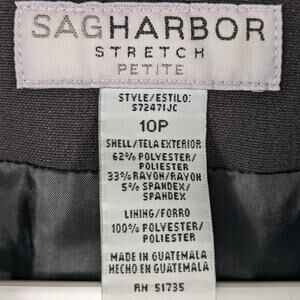 SAGHARBOR
STRETCH
PETITE
STYLE/ESTILO:
S72471JC
10P
SHELL/TELA EXTERIOR
62% POLYESTER/
POLIESTER
33% RAYON/RAYON
5% SPANDEX/
SPANDEX
LINING/FORRO
100% POLYESTER/
POLIESTER
MADE IN GUATEMALA
HECHO EN GUATEMALA
RN 51735